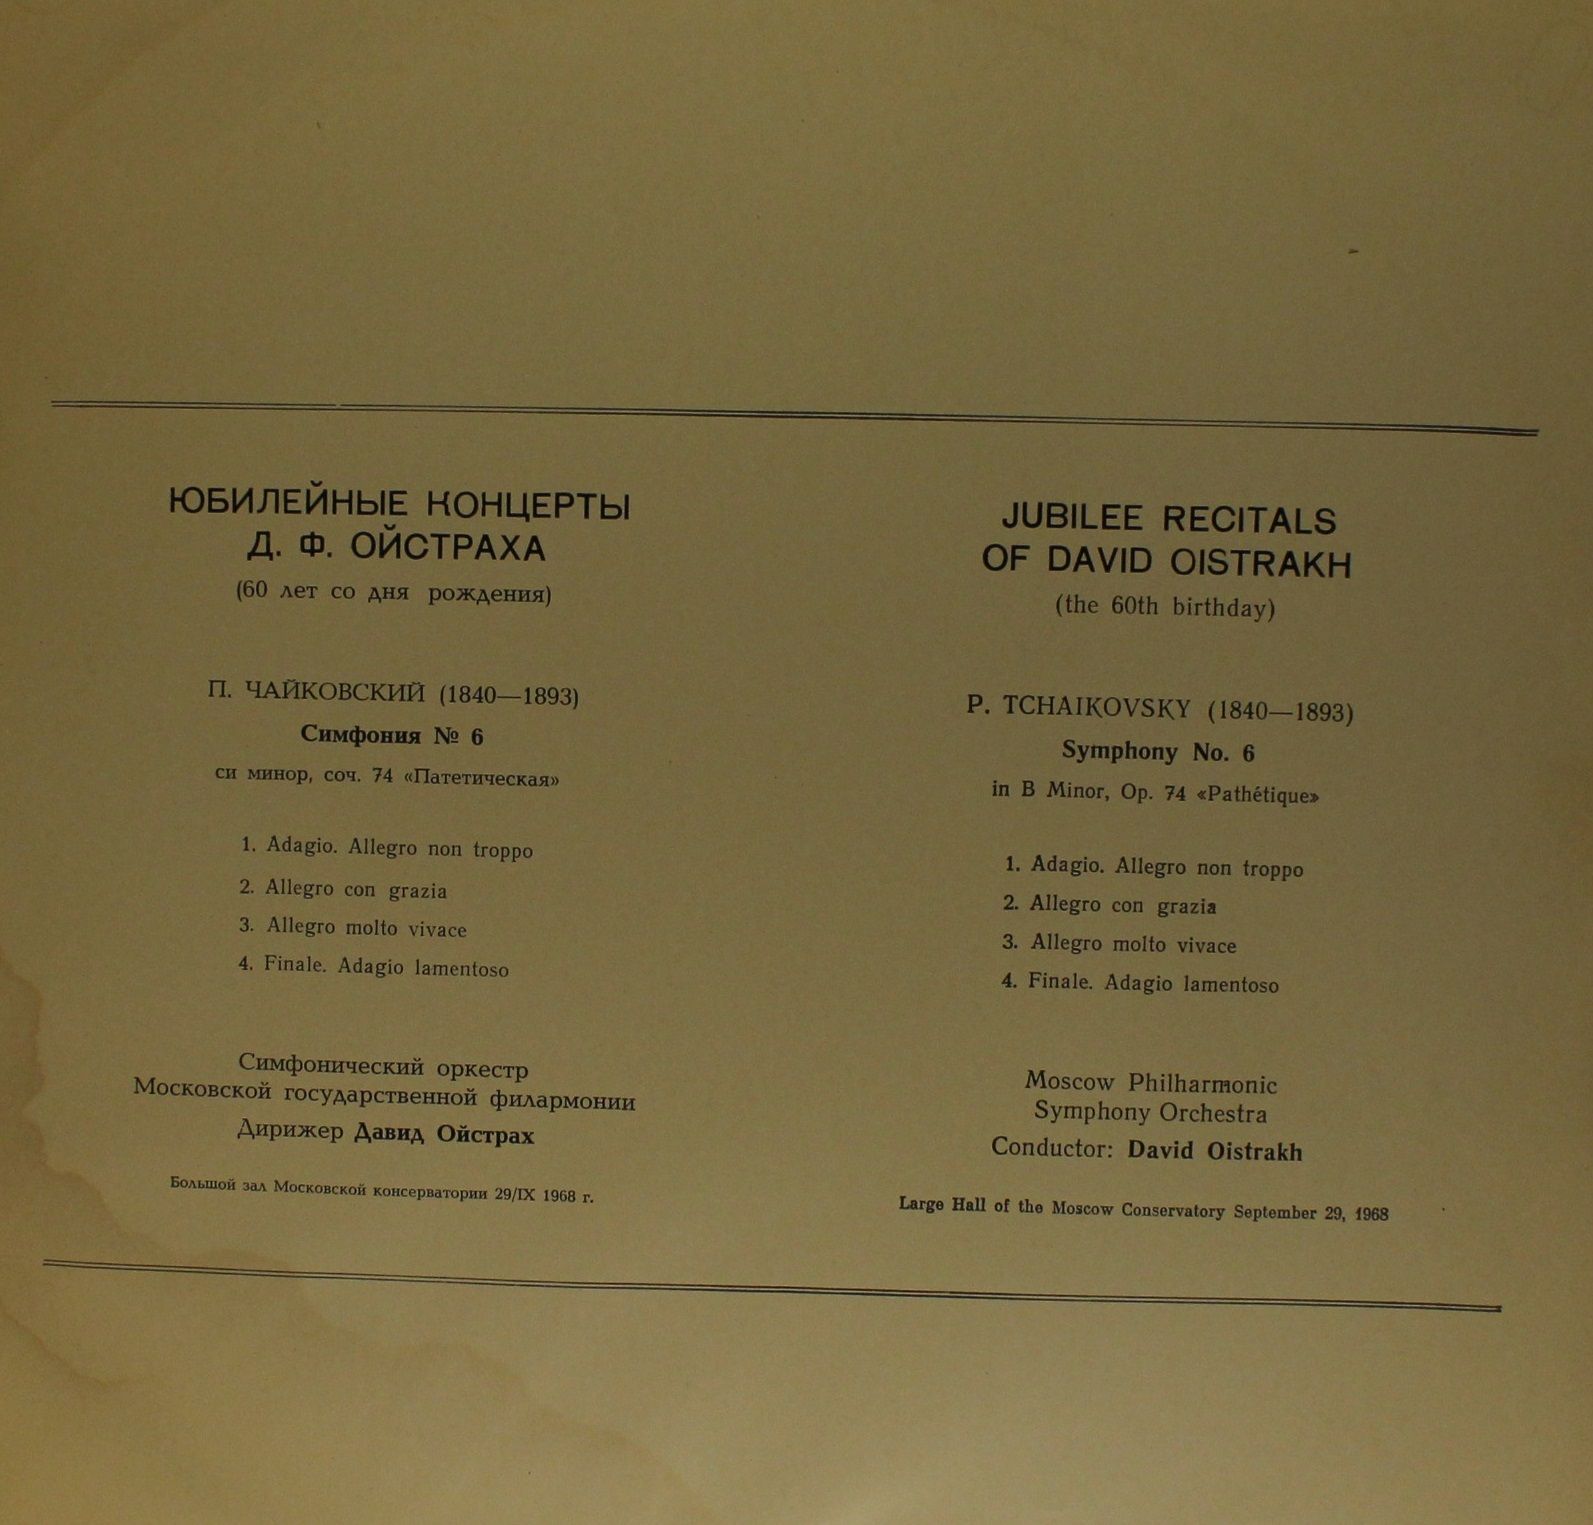 ЮБИЛЕЙНЫЕ КОНЦЕРТЫ
Д. Ф. ОЙСТРАХА
(60 лет со дня рождения)
П. ЧАЙКОВСКИЙ (1840—1893)
Симфония № 6
си минор, соч. 74 «Патетическая»
1. Adagio. Allegro non troppo
2. Allegro con grazia
3. Allegro molto vivace
4. Finale. Adagio lamentoso
Симфонический оркестр
Московской государственной филармонии
Дирижер Давид Ойстрах
Большой зал Московской консерватории 29/IX 1968 г.
JUBILEE RECITALS
OF DAVID OISTRAKH
(the 60th birthday)
P. TCHAIKOVSKY (1840—1893)
Symphony No. 6
in B Minor, Op. 74 «Pathétique»
1. Adagio. Allegro non troppo
2. Allegro con grazia
3. Allegro molto vivace
4. Finale. Adagio lamentoso
Moscow Philharmonic
Symphony Orchestra
Conductor: David Oistrakh
Large Hall of the Moscow Conservatory September 29, 1968